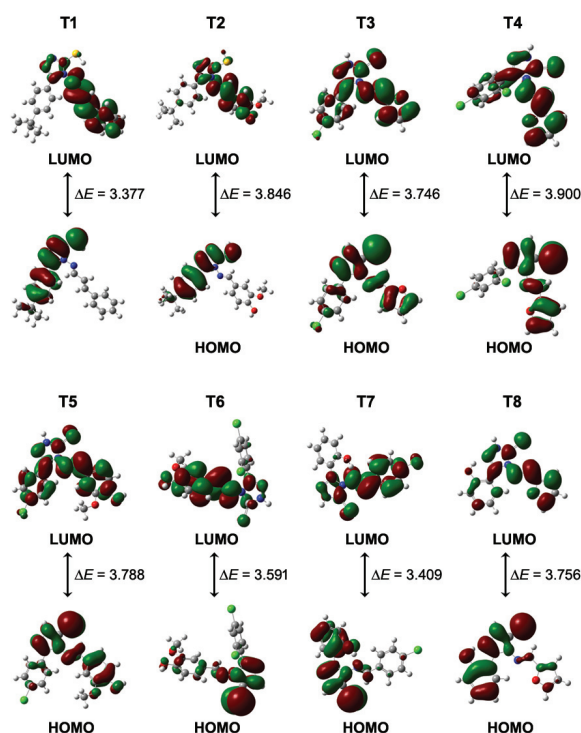 T1 T2 T3 T4
LUMO LUMO LUMO LUMO
ΔE = 3.377 ΔE = 3.846 ΔE = 3.746 ΔE = 3.900
HOMO HOMO HOMO
T5 T6 T7 T8
LUMO LUMO LUMO LUMO
ΔE = 3.788 ΔE = 3.591 ΔE = 3.409 ΔE = 3.756
HOMO HOMO HOMO HOMO